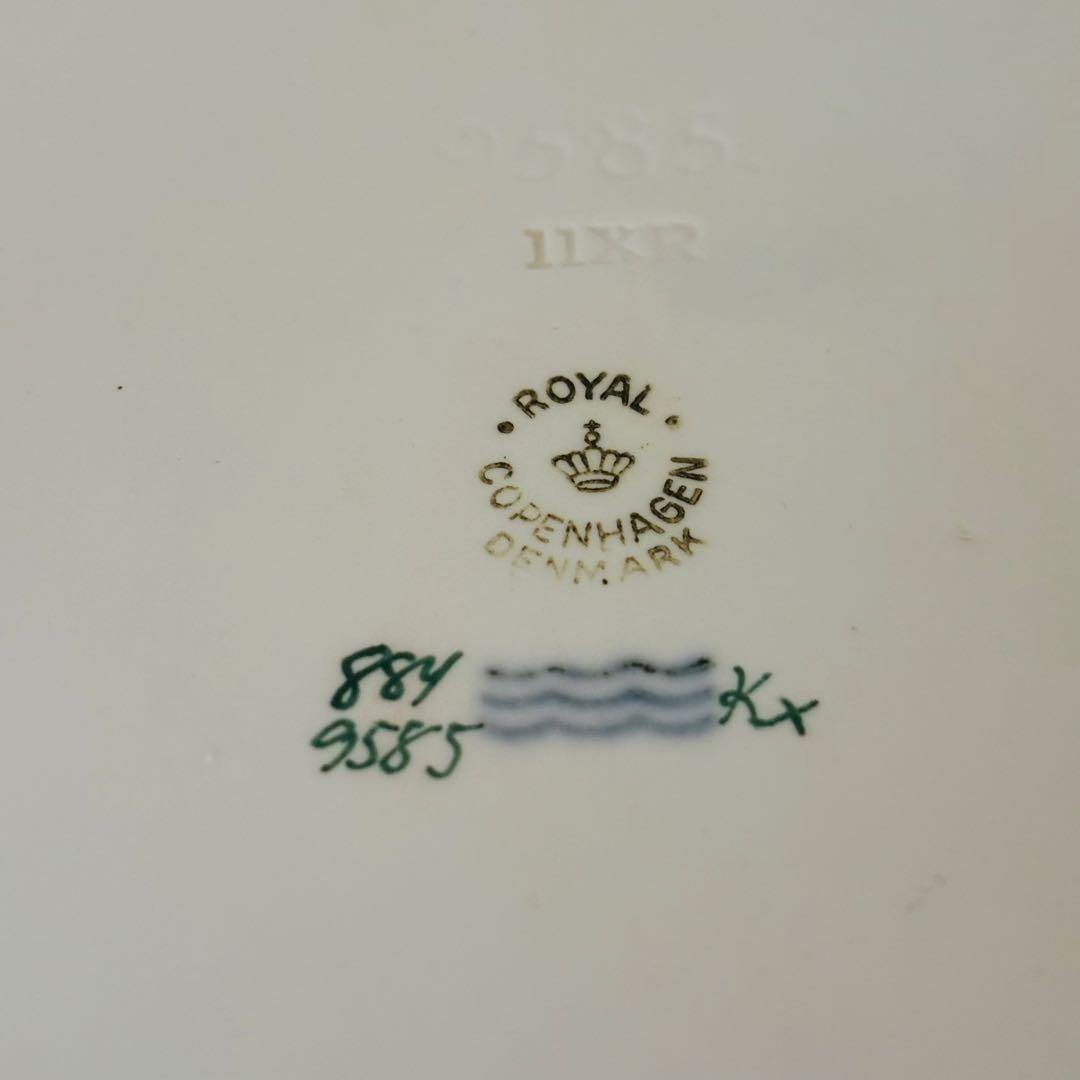 9585
11XR
ROYAL
COPENHAGEN
DENMARK
884
9585
Kx